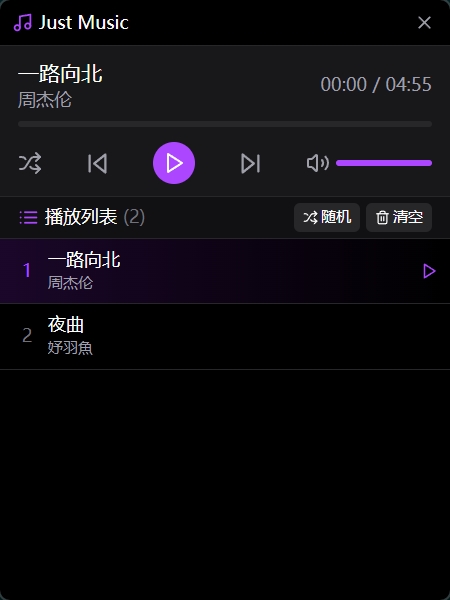 Just Music
一路向北
周杰伦
00:00 / 04:55
播放列表 (2)
随机
清空
1
一路向北
周杰伦
2
夜曲
妤羽魚